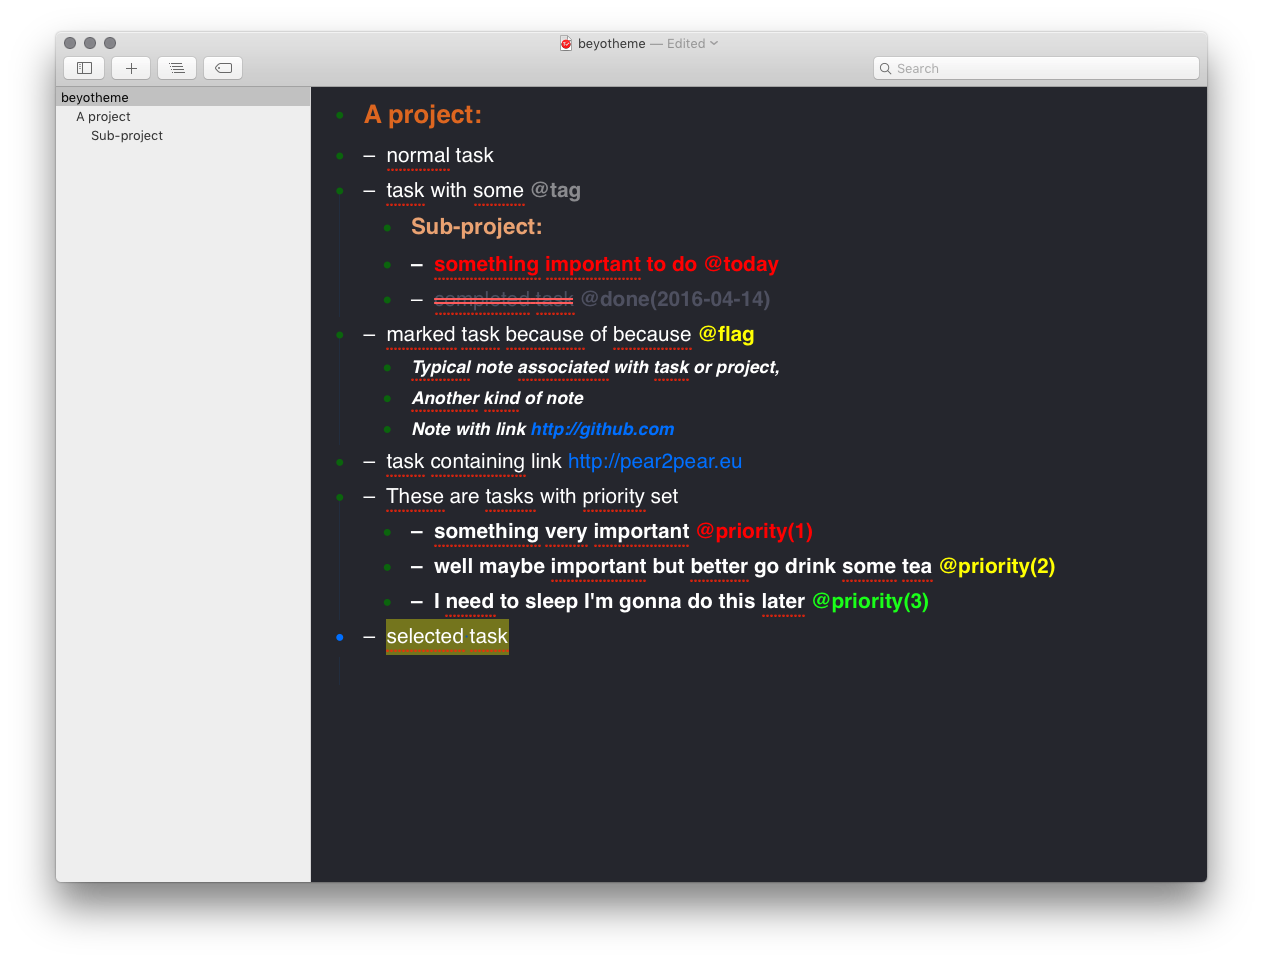 beyotheme — Edited
Search
beyotheme
A project
Sub-project
A project:
– normal task
– task with some @tag
Sub-project:
– something important to do @today
– completed task @done(2016-04-14)
– marked task because of because @flag
Typical note associated with task or project,
Another kind of note
Note with link http://github.com
– task containing link http://pear2pear.eu
– These are tasks with priority set
– something very important @priority(1)
– well maybe important but better go drink some tea @priority(2)
– I need to sleep I'm gonna do this later @priority(3)
– selected task